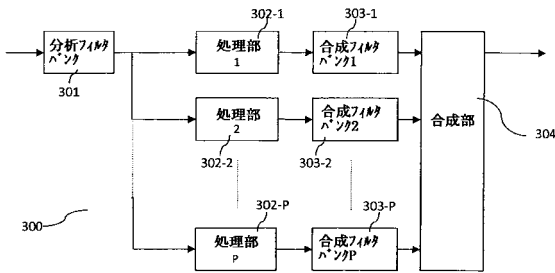 302-1
303-1
分析フィルタ
バンク
301
処理部
1
合成フィルタ
バンク1
処理部
2
合成フィルタ
バンク2
合成部
304
302-2
303-2
302-P
303-P
300
処理部
P
合成フィルタ
バンクP